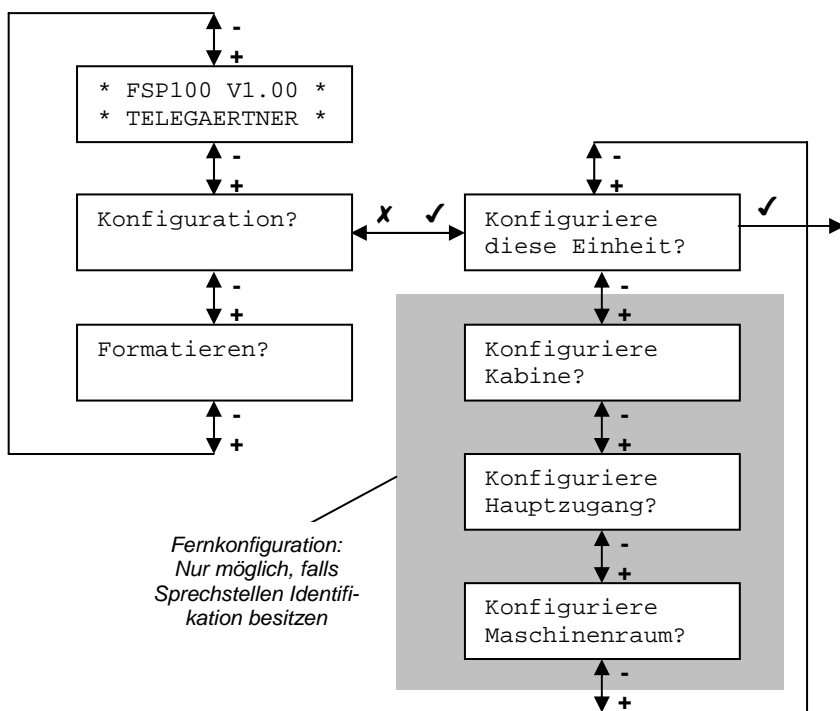 -
+
* FSP100 V1.00 *
* TELEGAERTNER *
-
+
Konfiguration?
✗ ✓
-
+
Formatieren?
-
+
-
+
Konfiguriere
diese Einheit?
✓
-
+
Konfiguriere
Kabine?
-
+
Konfiguriere
Hauptzugang?
-
+
Konfiguriere
Maschinenraum?
-
+
Fernkonfiguration:
Nur möglich, falls
Sprechstellen Identifi-
kation besitzen